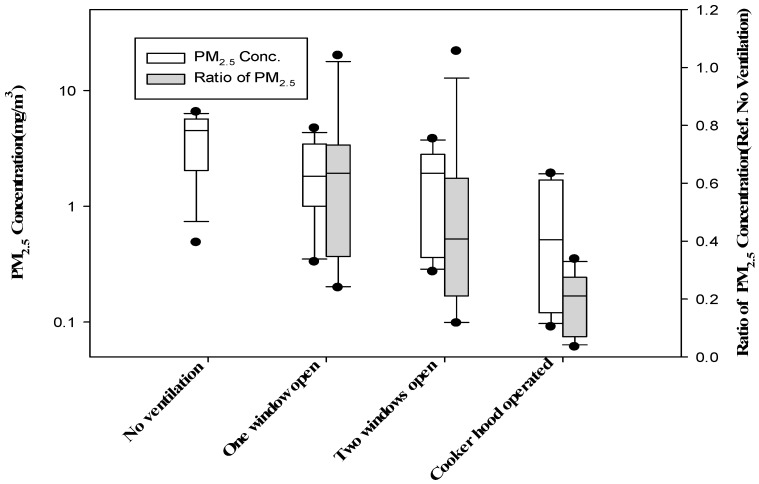 PM2.5 Concentration(mg/m3)
10
1
0.1
PM2.5 Conc.
Ratio of PM2.5
1.2
1.0
0.8
0.6
0.4
0.2
0.0
Ratio of PM2.5 Concentration(Ref. No Ventilation)
No ventilation
One window open
Two windows open
Cooker hood operated